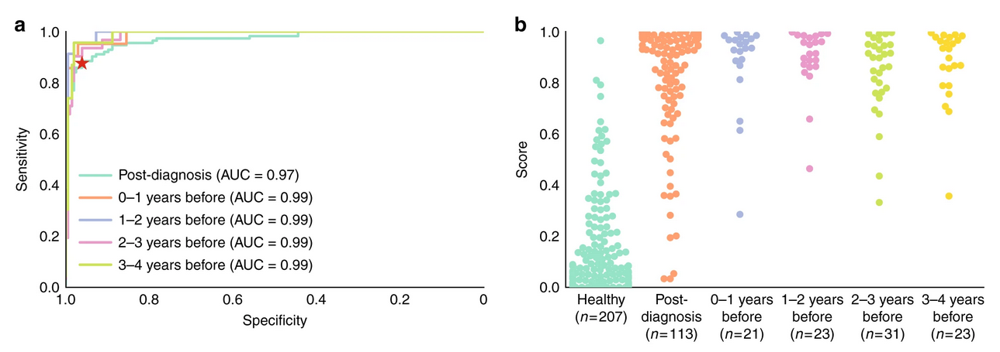 a
1.0
0.8
0.6
0.4
0.2
0.0
Sensitivity
Post-diagnosis (AUC = 0.97)
0–1 years before (AUC = 0.99)
1–2 years before (AUC = 0.99)
2–3 years before (AUC = 0.99)
3–4 years before (AUC = 0.99)
1.0 0.8 0.6 0.4 0.2 0
Specificity
b
1.0
0.8
0.6
0.4
0.2
0.0
Score
Healthy
(n=207)
Post-
diagnosis
(n=113)
0–1 years
before
(n=21)
1–2 years
before
(n=23)
2–3 years
before
(n=31)
3–4 years
before
(n=23)